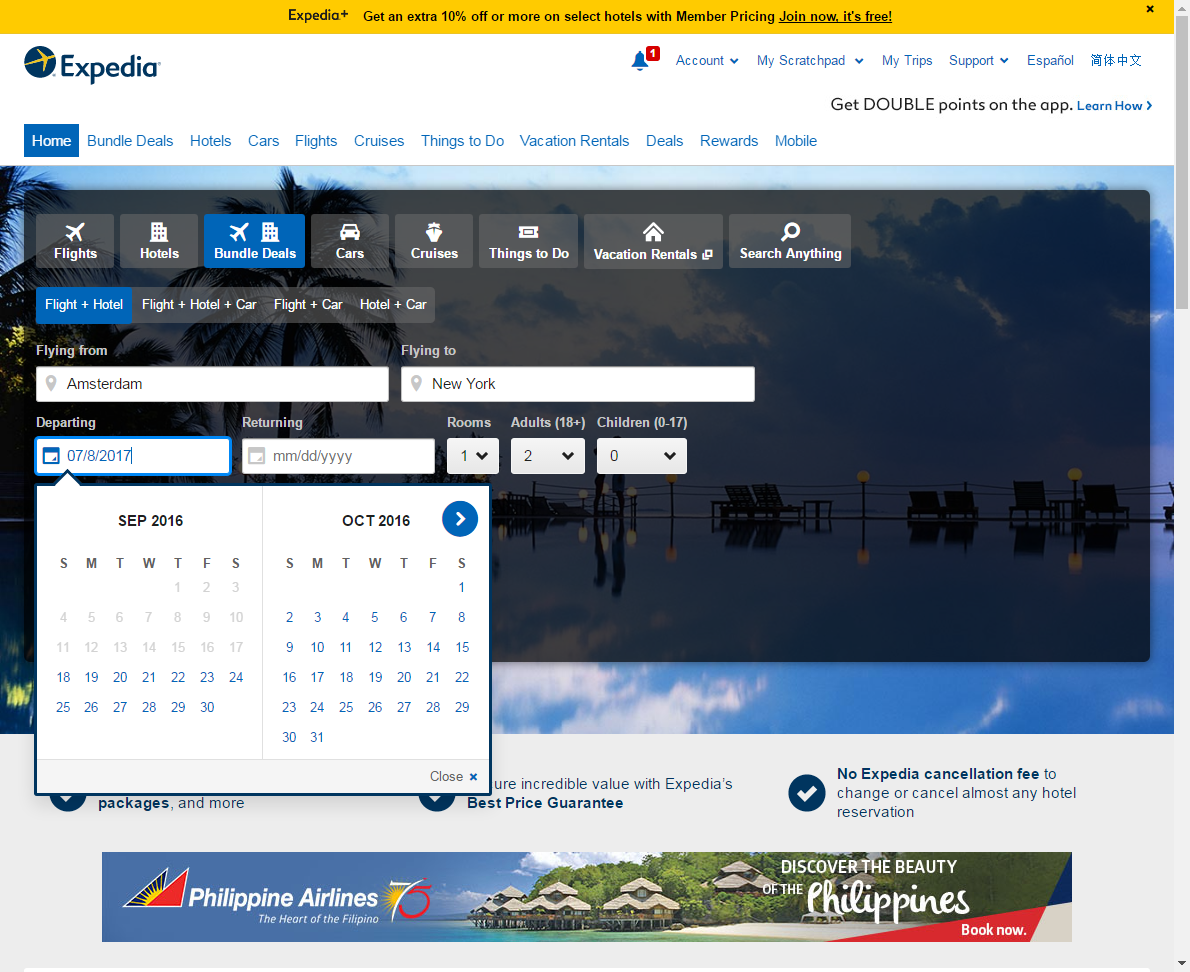 Expedia+ Get an extra 10% off or more on select hotels with Member Pricing Join now, it's free!
Expedia
1 Account My Scratchpad My Trips Support Español 简体中文
Get DOUBLE points on the app. Learn How
Home Bundle Deals Hotels Cars Flights Cruises Things to Do Vacation Rentals Deals Rewards Mobile
Flights Hotels Bundle Deals Cars Cruises Things to Do Vacation Rentals Search Anything
Flight + Hotel Flight + Hotel + Car Flight + Car Hotel + Car
Flying from Flying to
Amsterdam New York
Departing Returning Rooms Adults (18+) Children (0-17)
07/8/2017 mm/dd/yyyy 1 2 0
SEP 2016 OCT 2016
S M T W T F S S M T W T F S
1 2 3 1
4 5 6 7 8 9 10 2 3 4 5 6 7 8
11 12 13 14 15 16 17 9 10 11 12 13 14 15
18 19 20 21 22 23 24 16 17 18 19 20 21 22
25 26 27 28 29 30 23 24 25 26 27 28 29
30 31
Close
packages, and more
ure incredible value with Expedia's
Best Price Guarantee
No Expedia cancellation fee to
change or cancel almost any hotel
reservation
Philippine Airlines 75
The Heart of the Filipino
DISCOVER THE BEAUTY
OF THE Philippines
Book now.